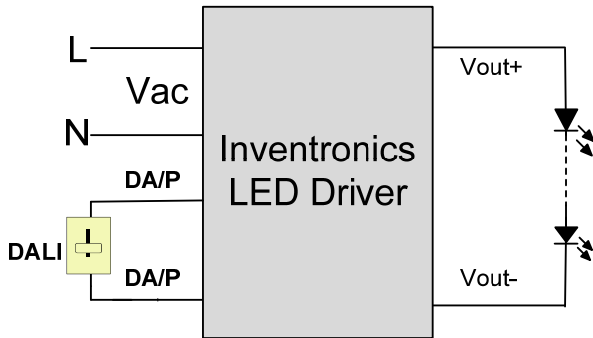 L
Vac
N
DA/P
DALI
DA/P
Inventronics
LED Driver
Vout+
Vout-